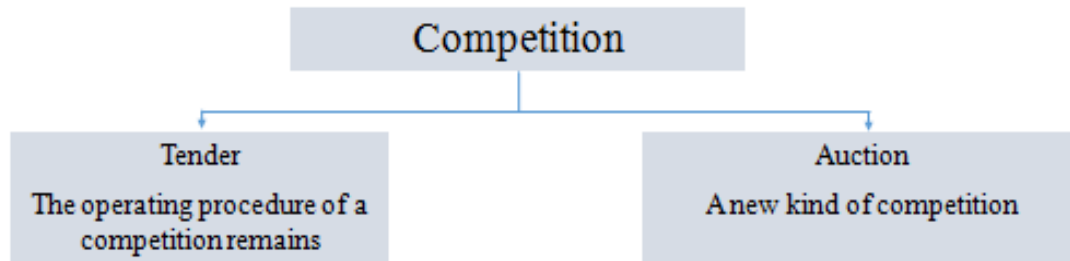 Competition
Tender
The operating procedure of a
competition remains
Auction
A new kind of competition